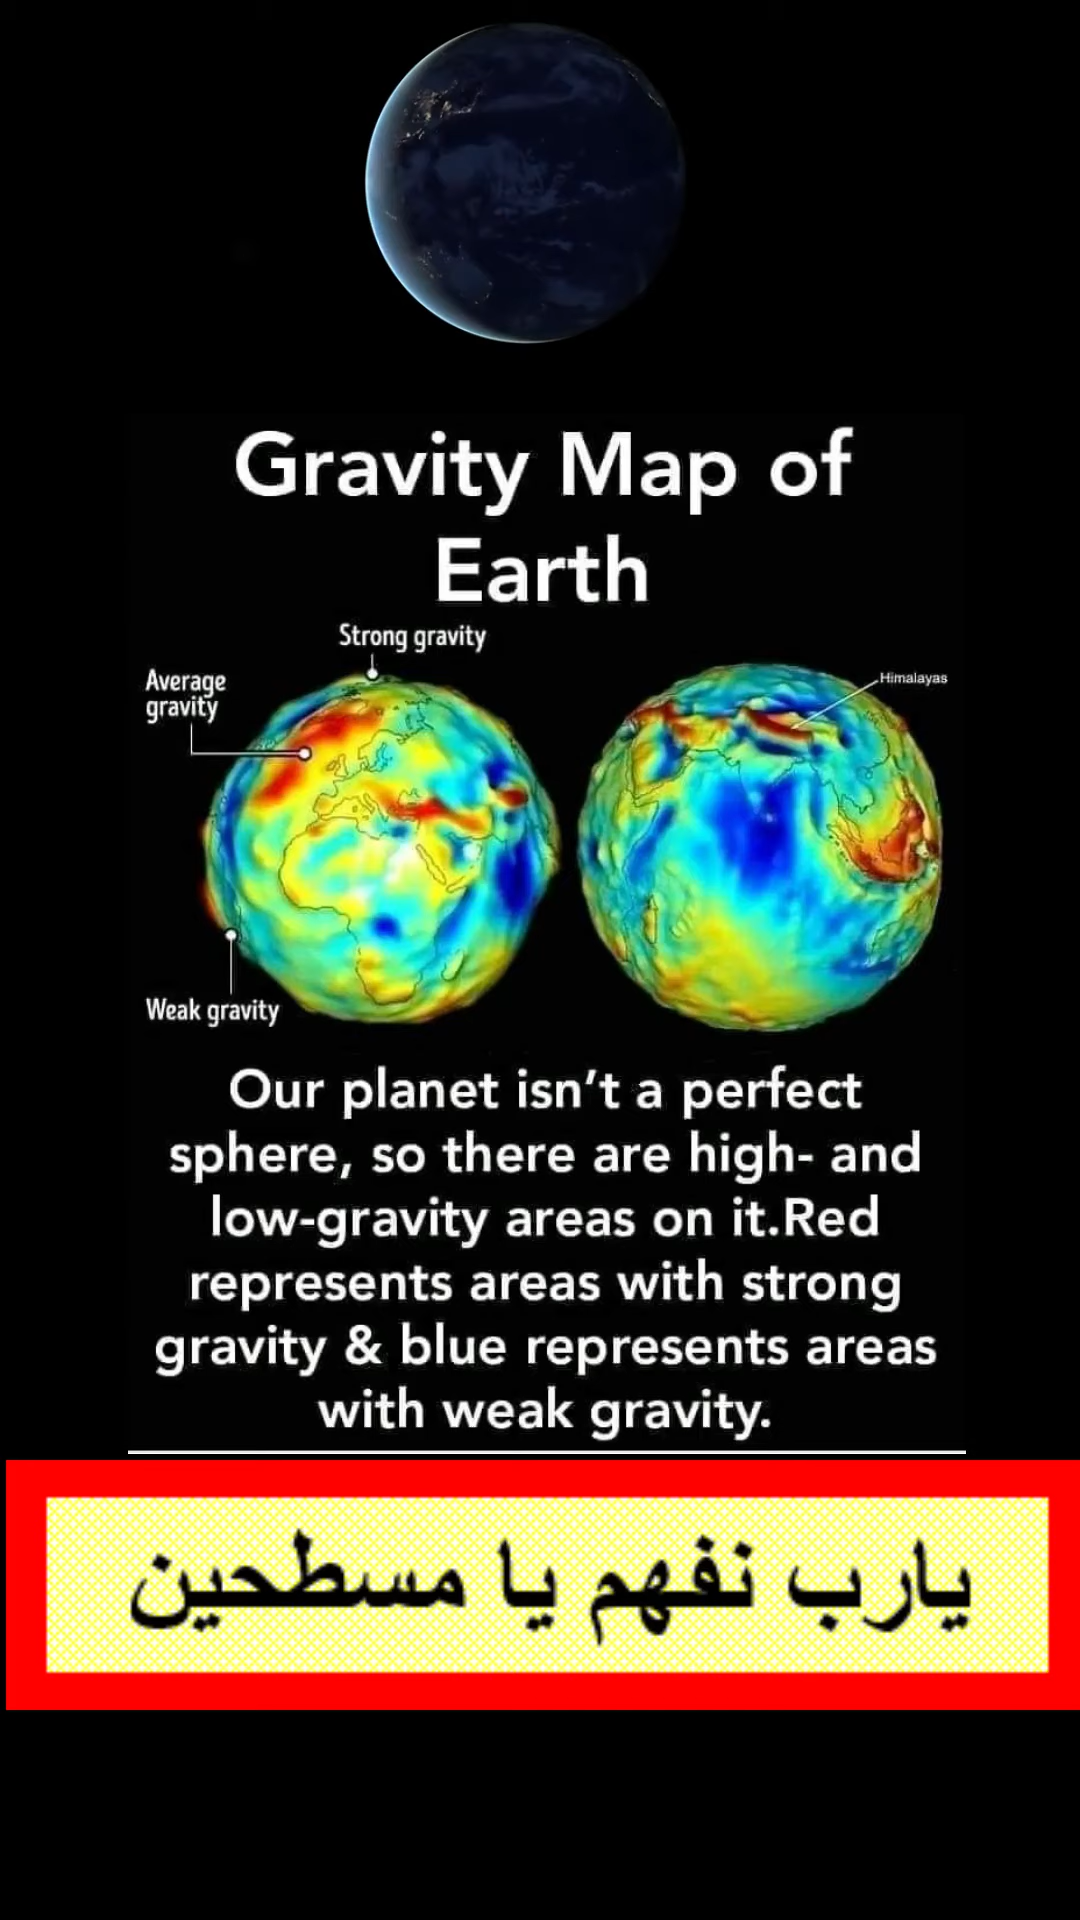 Gravity Map of
Earth
Strong gravity
Average
gravity
Himalayas
Weak gravity
Our planet isn’t a perfect
sphere, so there are high- and
low-gravity areas on it.Red
represents areas with strong
gravity & blue represents areas
with weak gravity.
يارب نفهم يا مسطحين